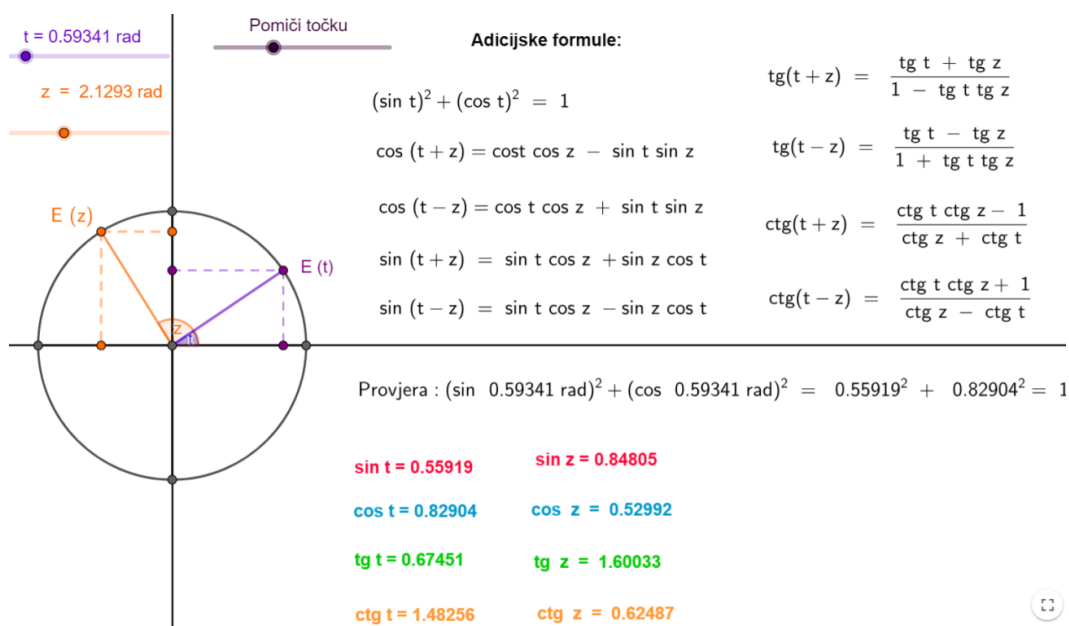 t = 0.59341 rad
z = 2.1293 rad
Pomiči točku
Adicijske formule:
(sin t)² + (cos t)² = 1
cos (t + z) = cost cos z − sin t sin z
cos (t − z) = cos t cos z + sin t sin z
sin (t + z) = sin t cos z + sin z cos t
sin (t − z) = sin t cos z − sin z cos t
tg(t + z) = (tg t + tg z) / (1 − tg t tg z)
tg(t − z) = (tg t − tg z) / (1 + tg t tg z)
ctg(t + z) = (ctg t ctg z − 1) / (ctg z + ctg t)
ctg(t − z) = (ctg t ctg z + 1) / (ctg z − ctg t)
E (z)
E (t)
z
t
Provjera : (sin 0.59341 rad)² + (cos 0.59341 rad)² = 0.55919² + 0.82904² = 1
sin t = 0.55919
sin z = 0.84805
cos t = 0.82904
cos z = 0.52992
tg t = 0.67451
tg z = 1.60033
ctg t = 1.48256
ctg z = 0.62487